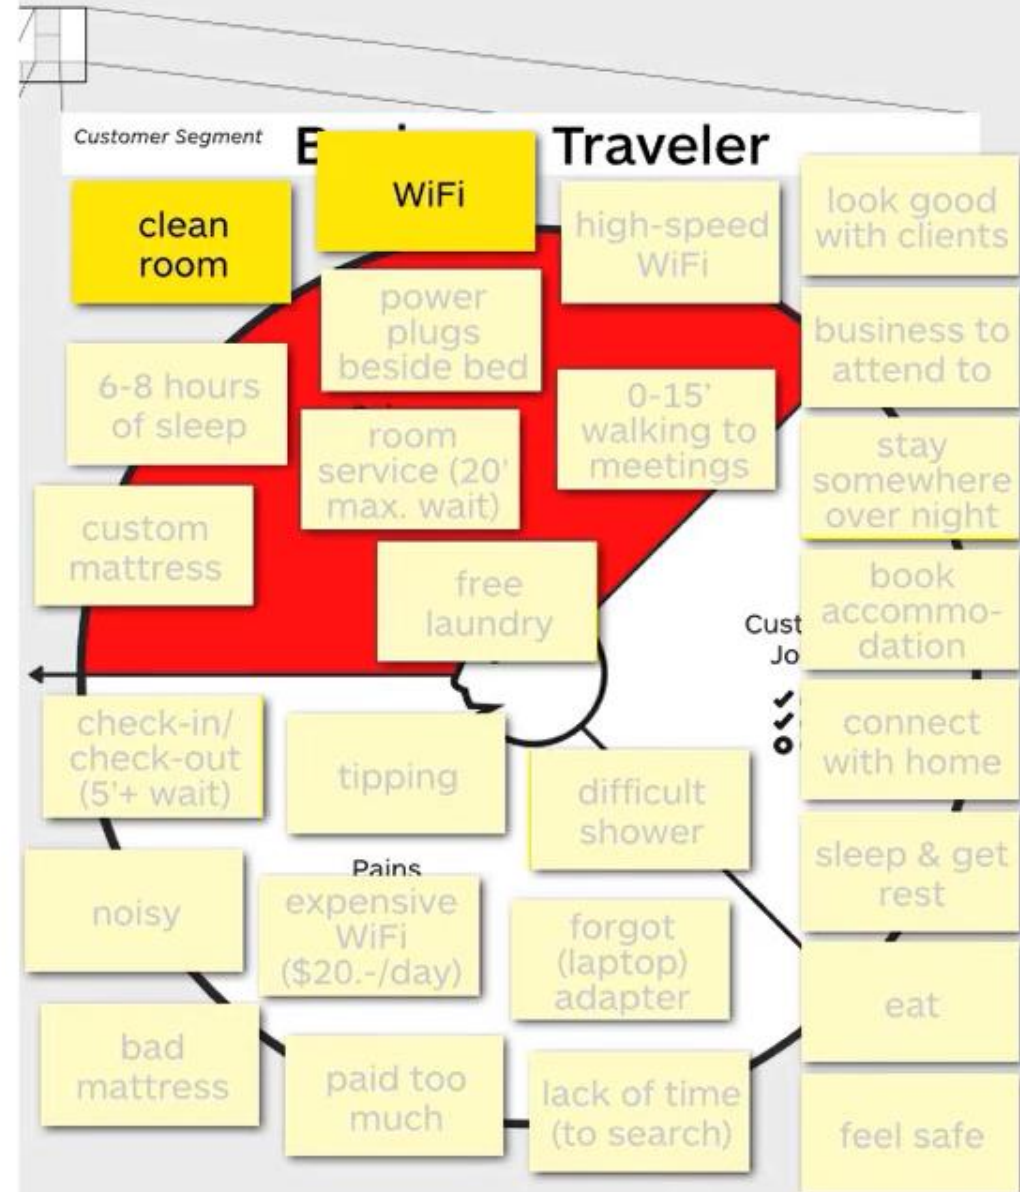 Customer Segment
Traveler
clean
room
WiFi
high-speed
WiFi
look good
with clients
power
plugs
beside bed
business to
attend to
6-8 hours
of sleep
room
service (20'
max. wait)
0-15'
walking to
meetings
stay
somewhere
over night
custom
mattress
free
laundry
book
accommo-
dation
Cust
Jo
check-in/
check-out
(5'+ wait)
tipping
difficult
shower
connect
with home
Pains
noisy
expensive
WiFi
($20.-/day)
forgot
(laptop)
adapter
sleep & get
rest
eat
bad
mattress
paid too
much
lack of time
(to search)
feel safe